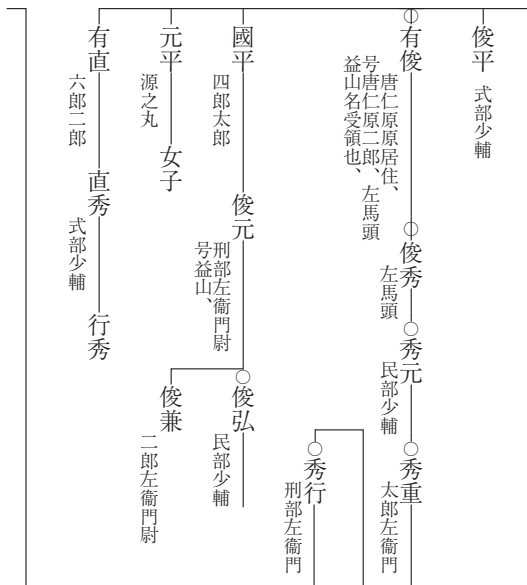 俊平
式部少輔
○有俊
唐仁原原居住、
号唐仁原二郎、左馬頭
益山名受領也、
○俊秀
左馬頭
○秀元
民部少輔
○秀重
太郎左衞門
○秀行
刑部左衞門
國平
四郎太郎
俊元
刑部左衞門尉
号益山、
○俊弘
民部少輔
俊兼
二郎左衞門尉
元平
源之丸
女子
有直
六郎二郎
直秀
式部少輔
行秀